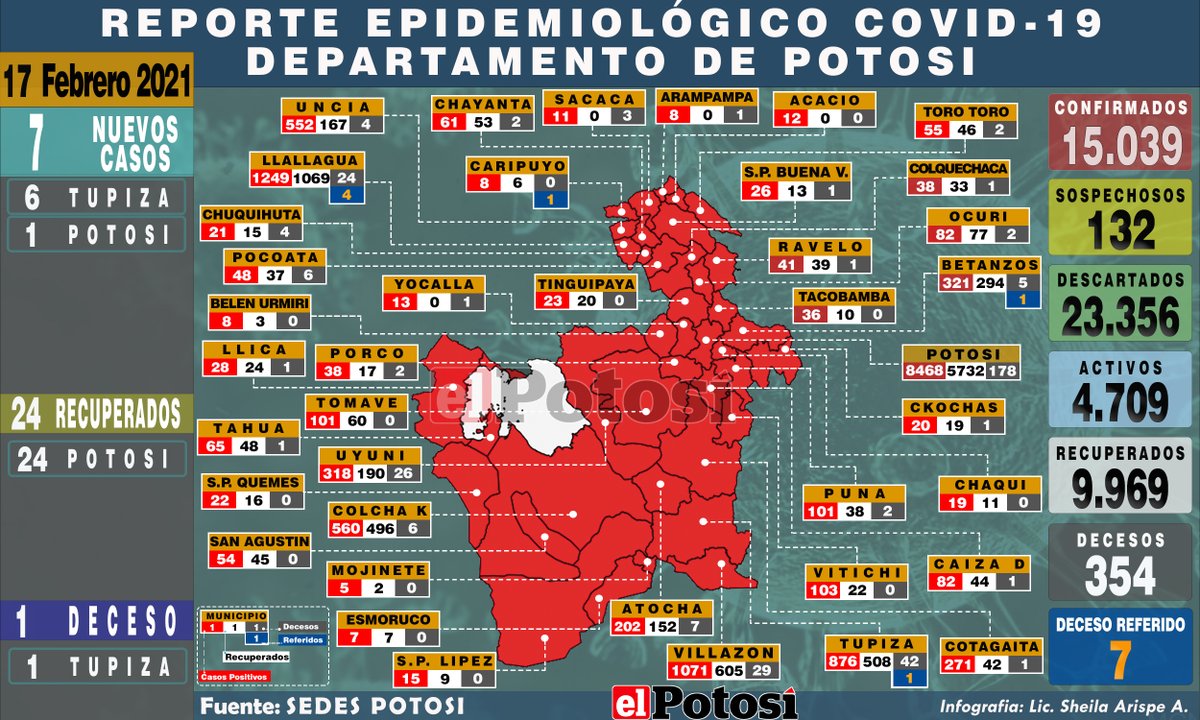 REPORTE EPIDEMIOLÓGICO COVID-19
DEPARTAMENTO DE POTOSI
17 Febrero 2021
7 NUEVOS CASOS
6 TUPIZA
1 POTOSI
24 RECUPERADOS
24 POTOSI
1 DECESO
1 TUPIZA
UNCIA
552 167 4
CHAYANTA
61 53 2
SACACA
11 0 3
ARAMPAMPA
8 0 1
ACACIO
12 0 0
TORO TORO
55 46 2
LLALLAGUA
1249 1069 24
4
CARIPUYO
8 6 0
1
S.P. BUENA V.
26 13 1
COLQUECHACA
38 33 1
CHUQUIHUTA
21 15 4
OCURI
82 77 2
POCOATA
48 37 6
RAVELO
41 39 1
YOCALLA
13 0 1
TINGUIPAYA
23 20 0
BETANZOS
321 294 5
1
BELEN URMIRI
8 3 0
TACOBAMBA
36 10 0
LLICA
28 24 1
PORCO
38 17 2
POTOSI
8468 5732 178
el Potosí
TOMAVE
101 60 0
CKOCHAS
20 19 1
TAHUA
65 48 1
UYUNI
318 190 26
S.P. QUEMES
22 16 0
PUNA
101 38 2
CHAQUI
19 11 0
COLCHA K
560 496 6
SAN AGUSTIN
54 45 0
MOJINETE
5 2 0
VITICHI
103 22 0
CAIZA D
82 44 1
ESMORUCO
7 7 0
ATOCHA
202 152 7
S.P. LIPEZ
15 9 0
VILLAZON
1071 605 29
TUPIZA
876 508 42
1
COTAGAITA
271 42 1
MUNICIPIO
1 1 1 Decesos
1 Referidos
Recuperados
Casos Positivos
CONFIRMADOS
15.039
SOSPECHOSOS
132
DESCARTADOS
23.356
ACTIVOS
4.709
RECUPERADOS
9.969
DECESOS
354
DECESO REFERIDO
7
Fuente: SEDES POTOSI
el Potosí
Infografia: Lic. Sheila Arispe A.